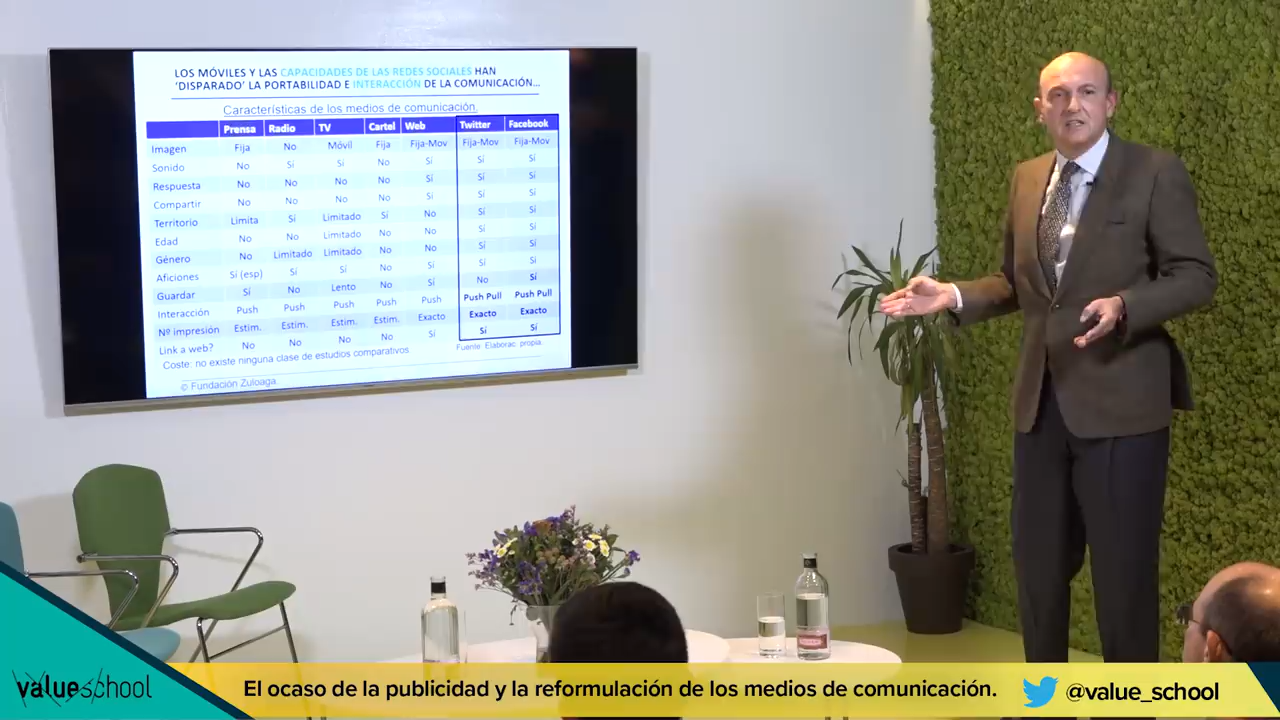 LOS MÓVILES Y LAS CAPACIDADES DE LAS REDES SOCIALES HAN
'DISPARADO' LA PORTABILIDAD E INTERACCIÓN DE LA COMUNICACIÓN...
Características de los medios de comunicación.
Prensa Radio TV Cartel Web Twitter Facebook
Imagen Fija No Móvil Fija Fija-Mov Fija-Mov Fija-Mov
Sonido No Sí Sí No Sí Sí Sí
Respuesta No No No No Sí Sí Sí
Compartir No No No No Sí Sí Sí
Territorio Limita Sí Limitado Sí No Sí Sí
Edad No No Limitado No No Sí Sí
Género No Limitado Limitado No No Sí Sí
Aficiones Sí (esp) Sí Sí No Sí Sí Sí
Guardar Sí No Lento No Sí No Sí
Interacción Push Push Push Push Push Push Pull Push Pull
Nº impresión Estim. Estim. Estim. Estim. Exacto Exacto Exacto
Link a web? No No No No Sí Sí Sí
Coste: no existe ninguna clase de estudios comparativos
Fuente. Elaborac. propia.
© Fundación Zuloaga
valueschool
El ocaso de la publicidad y la reformulación de los medios de comunicación.
@value_school